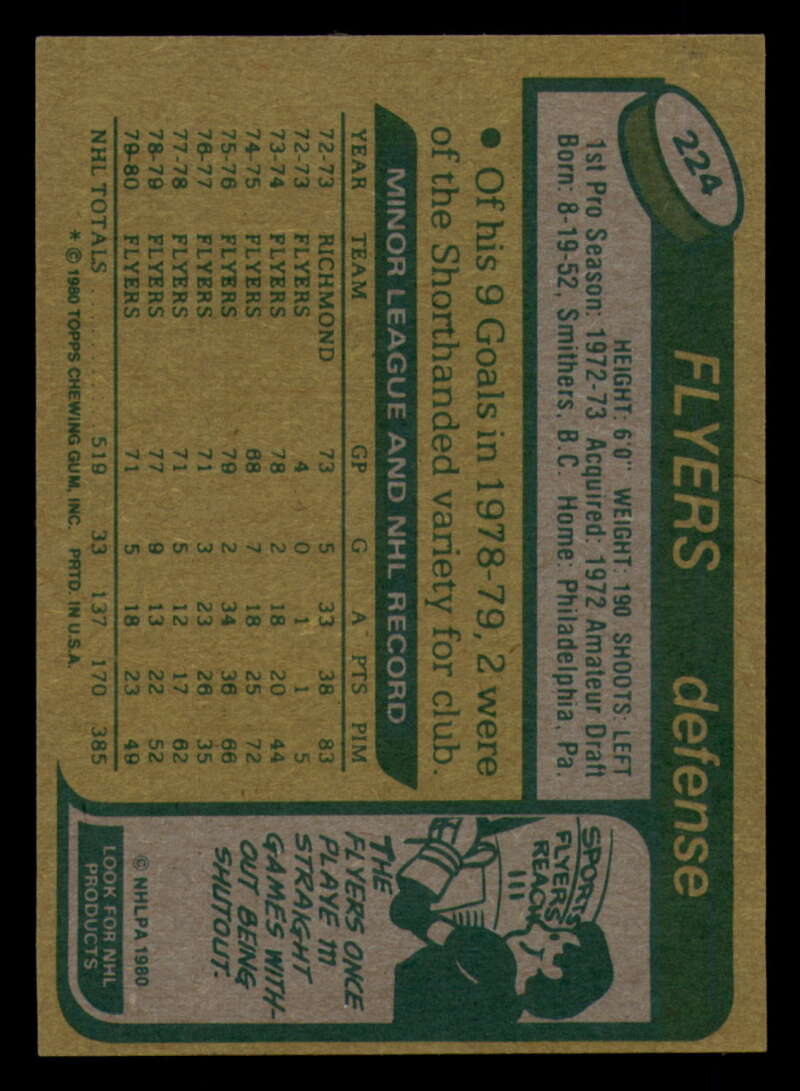 224
FLYERS defense
HEIGHT: 6'0" WEIGHT: 190 SHOOTS: LEFT
1st Pro Season: 1972-73 Acquired: 1972 Amateur Draft
Born: 8-19-52, Smithers, B.C. Home: Philadelphia, Pa.
● Of his 9 Goals in 1978-79, 2 were
of the Shorthanded variety for club.
MINOR LEAGUE AND NHL RECORD
YEAR TEAM GP G A PTS PIM
72-73 RICHMOND 73 5 33 38 83
72-73 FLYERS 4 0 1 1 5
73-74 FLYERS 78 2 18 20 44
74-75 FLYERS 68 7 18 25 72
75-76 FLYERS 79 2 34 36 66
76-77 FLYERS 71 3 23 26 35
77-78 FLYERS 71 5 12 17 62
78-79 FLYERS 77 9 13 22 52
79-80 FLYERS 71 5 18 23 49
NHL TOTALS ........ 519 33 137 170 385
* © 1980 TOPPS CHEWING GUM, INC. PRTD. IN U.S.A.
SPORTS
FLYERS
REACH
111
THE
FLYERS ONCE
PLAYE 111
STRAIGHT
GAMES WITH-
OUT BEING
SHUTOUT.
© NHLPA 1980
LOOK FOR NHL
PRODUCTS